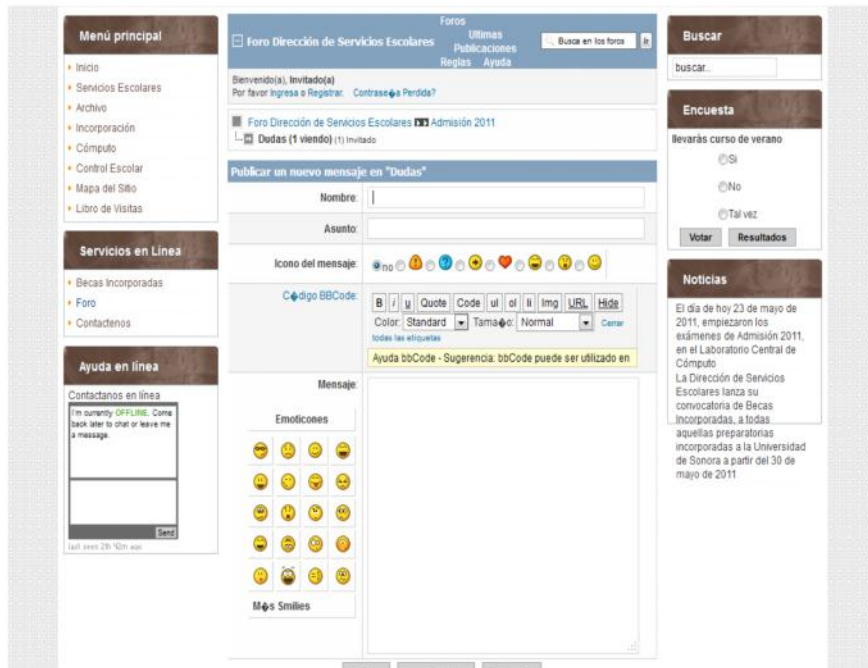 Menú principal
Inicio
Servicios Escolares
Archivo
Incorporación
Cómputo
Control Escolar
Mapa del Sitio
Libro de Visitas
Servicios en Línea
Becas Incorporadas
Foro
Contactenos
Ayuda en línea
Contactanos en línea
I'm currently OFFLINE. Come
back later to chat or leave me
a message.
Send
Foro Dirección de Servicios Escolares
Foros
Ultimas
Publicaciones
Reglas Ayuda
Busca en los foros
Ir
Bienvenido(a), Invitado(a)
Por favor Ingresa o Registrar. Contrase�a Perdida?
Foro Dirección de Servicios Escolares Admisión 2011
Dudas (1 viendo) (1) Invitado
Publicar un nuevo mensaje en "Dudas"
Nombre:
Asunto:
Icono del mensaje:
no
C�digo BBCode:
B i u Quote Code ul ol li Img URL Hide
Color: Standard Tama�o: Normal Cerrar
todas las etiquetas
Ayuda bbCode - Sugerencia: bbCode puede ser utilizado en
Mensaje:
Emoticones
M�s Smilies
Buscar
buscar...
Encuesta
llevaràs curso de verano
Si
No
Tal vez
Votar Resultados
Noticias
El día de hoy 23 de mayo de
2011, empiezaron los
exámenes de Admisión 2011,
en el Laboratorio Central de
Cómputo
La Dirección de Servicios
Escolares lanza su
convocatoria de Becas
Incorporadas, a todas
aquellas preparatorias
incorporadas a la Universidad
de Sonora a partir del 30 de
mayo de 2011